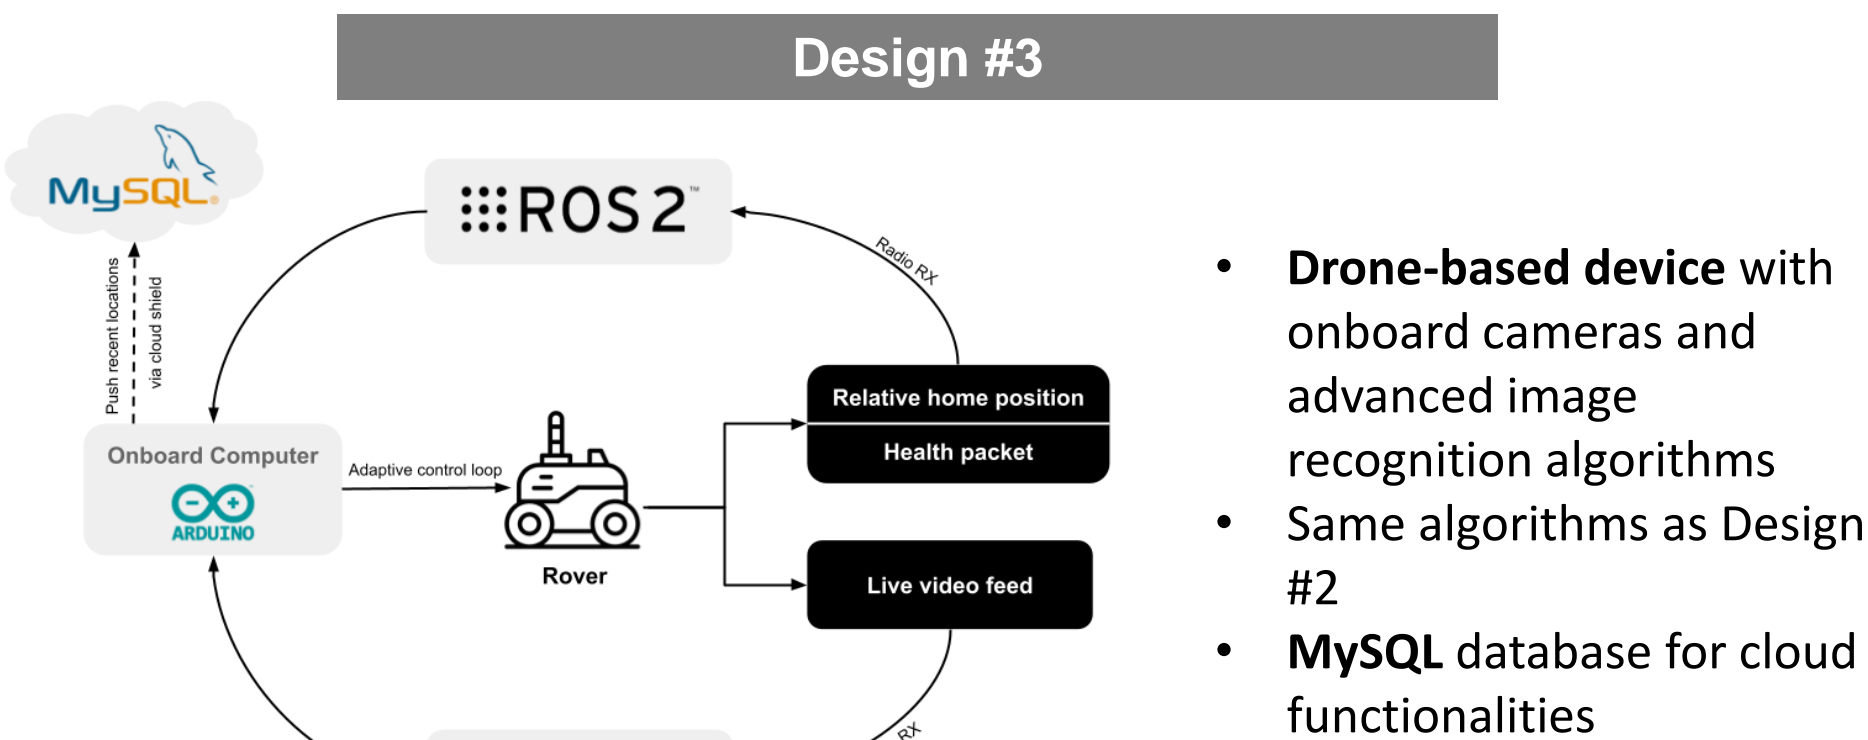 Design #3
MySQL®
ROS 2™
Radio RX
Push recent locations
via cloud shield
Relative home position
Health packet
Onboard Computer
ARDUINO
Adaptive control loop
Rover
Live video feed
RX
• Drone-based device with
onboard cameras and
advanced image
recognition algorithms
• Same algorithms as Design
#2
• MySQL database for cloud
functionalities